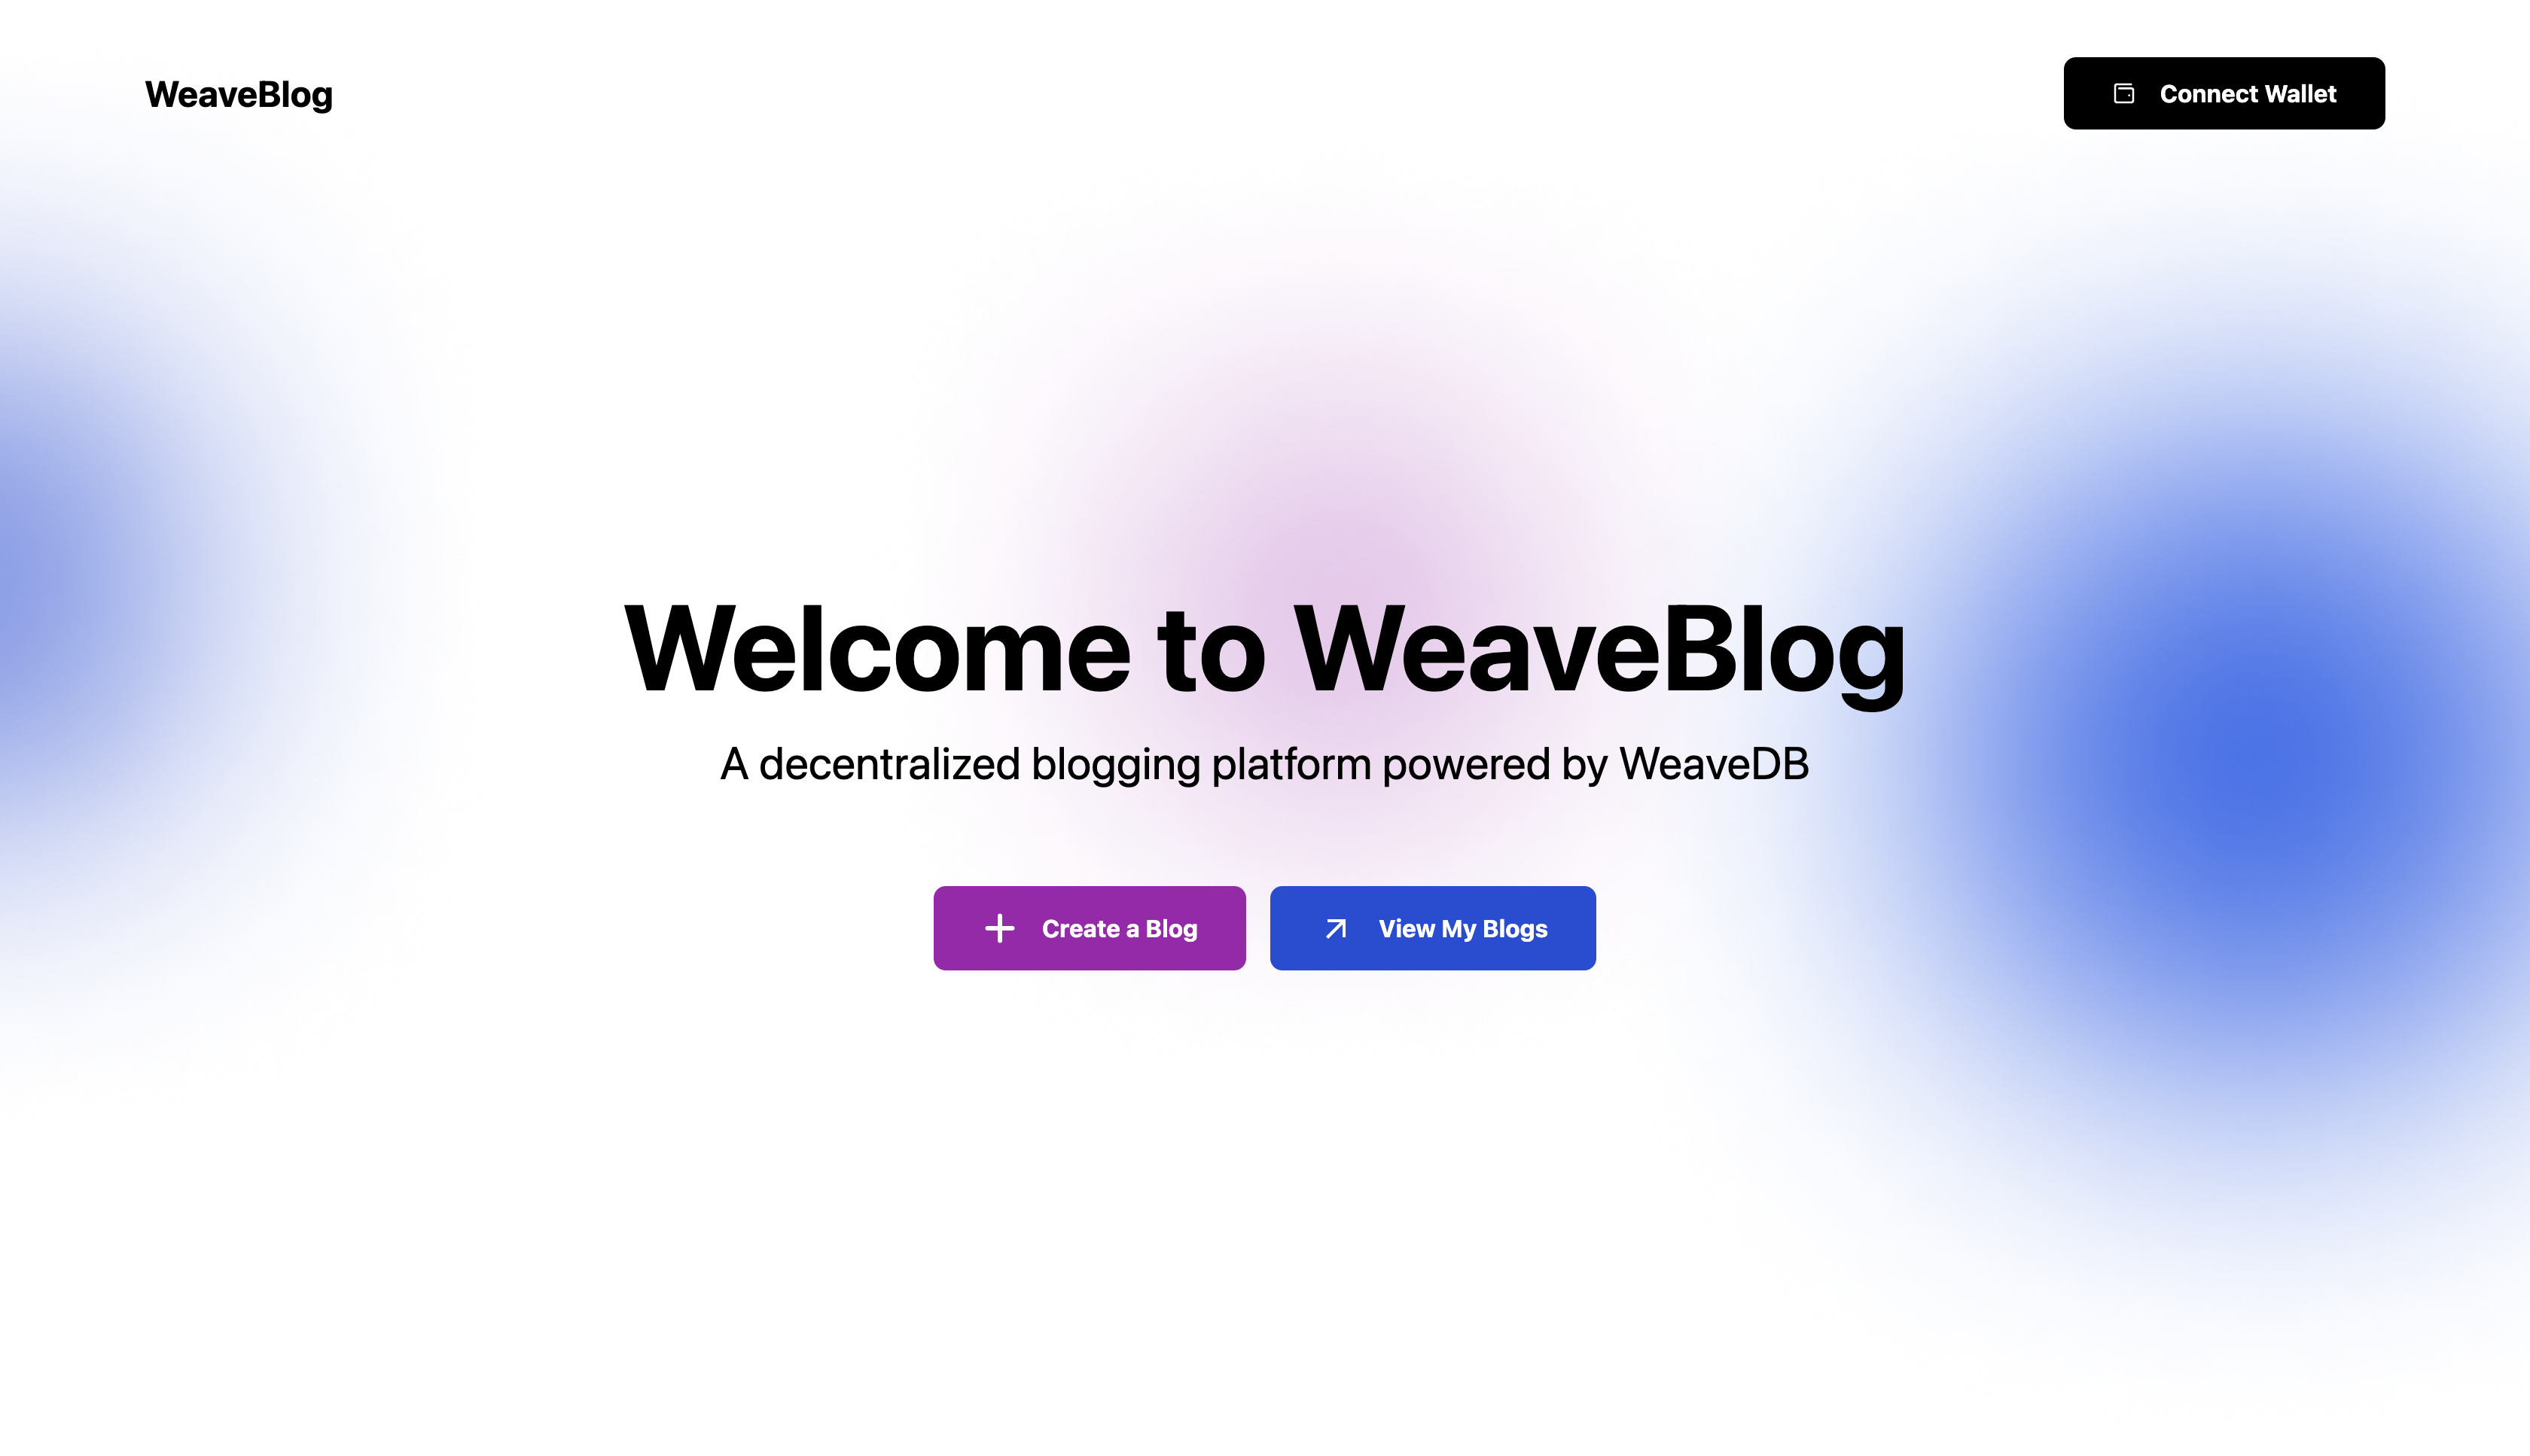 WeaveBlog
Connect Wallet
Welcome to WeaveBlog
A decentralized blogging platform powered by WeaveDB
Create a Blog
View My Blogs